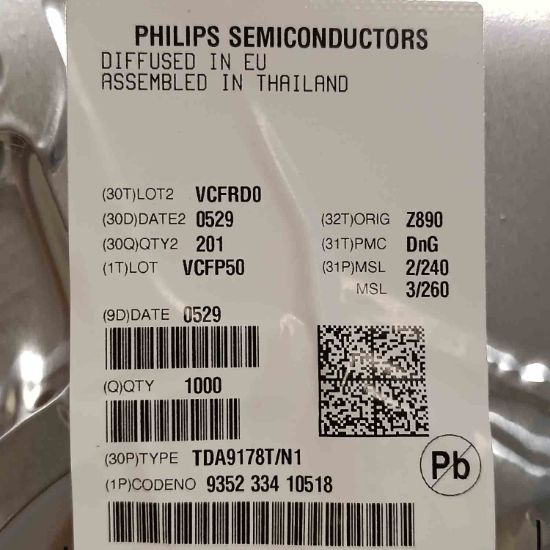 PHILIPS SEMICONDUCTORS
DIFFUSED IN EU
ASSEMBLED IN THAILAND
(30T)LOT2 VCFRD0
(30D)DATE2 0529 (32T)ORIG Z890
(30Q)QTY2 201 (31T)PMC DnG
(1T)LOT VCFP50 (31P)MSL 2/240
MSL 3/260
(9D)DATE 0529
(Q)QTY 1000
(30P)TYPE TDA9178T/N1
Pb
(1P)CODENO 9352 334 10518